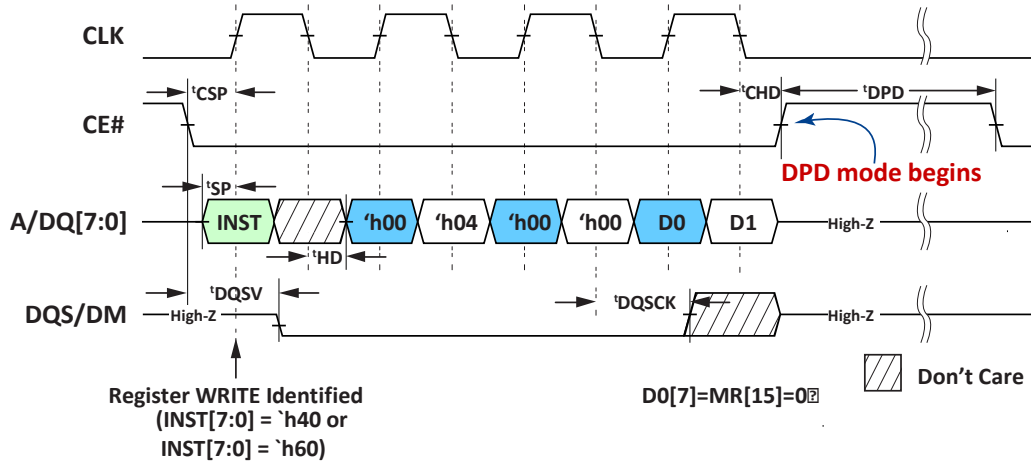 CLK
tCSP
tCHD
tDPD
CE#
DPD mode begins
tSP
A/DQ[7:0]
INST
‘h00
‘h04
‘h00
‘h00
D0
D1
High-Z
tHD
tDQSV
tDQSCK
DQS/DM
High-Z
High-Z
Register WRITE Identified
(INST[7:0] = `h40 or
INST[7:0] = `h60)
D0[7]=MR[15]=0
Don't Care